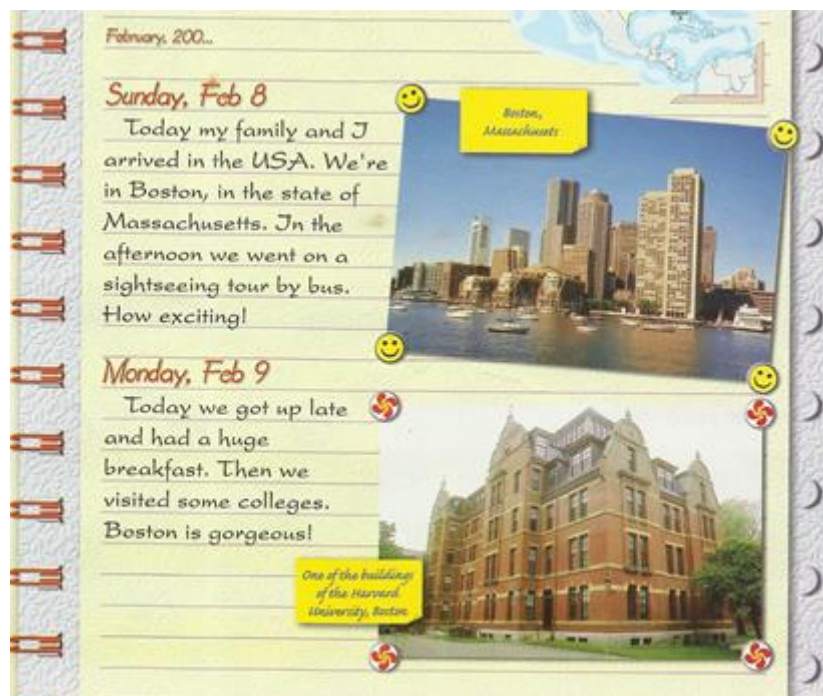 February, 200...
Sunday, Feb 8
Today my family and I
arrived in the USA. We're
in Boston, in the state of
Massachusetts. In the
afternoon we went on a
sightseeing tour by bus.
How exciting!
Boston,
Massachusets
Monday, Feb 9
Today we got up late
and had a huge
breakfast. Then we
visited some colleges.
Boston is gorgeous!
One of the buildings
of the Harvard
University, Boston